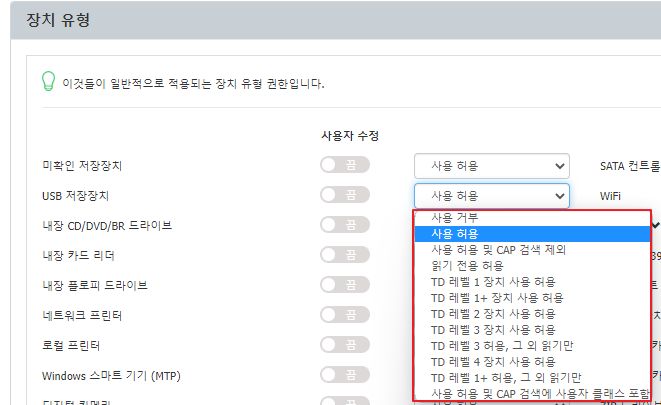 장치 유형
이것들이 일반적으로 적용되는 장치 유형 권한입니다.
사용자 수정
미확인 저장장치 끔 사용 허용 SATA 컨트롤
USB 저장장치 끔 사용 허용 WiFi
내장 CD/DVD/BR 드라이브 끔
내장 카드 리더 끔
내장 플로피 드라이브 끔
네트워크 프린터 끔
로컬 프린터 끔
Windows 스마트 기기 (MTP) 끔
디지털 카메라
사용 거부
사용 허용
사용 허용 및 CAP 검색 제외
읽기 전용 허용
TD 레벨 1 장치 사용 허용
TD 레벨 1+ 장치 사용 허용
TD 레벨 2 장치 사용 허용
TD 레벨 3 장치 사용 허용
TD 레벨 3 허용, 그 외 읽기만
TD 레벨 4 장치 사용 허용
TD 레벨 1+ 허용, 그 외 읽기만
사용 허용 및 CAP 검색에 사용자 클래스 포함